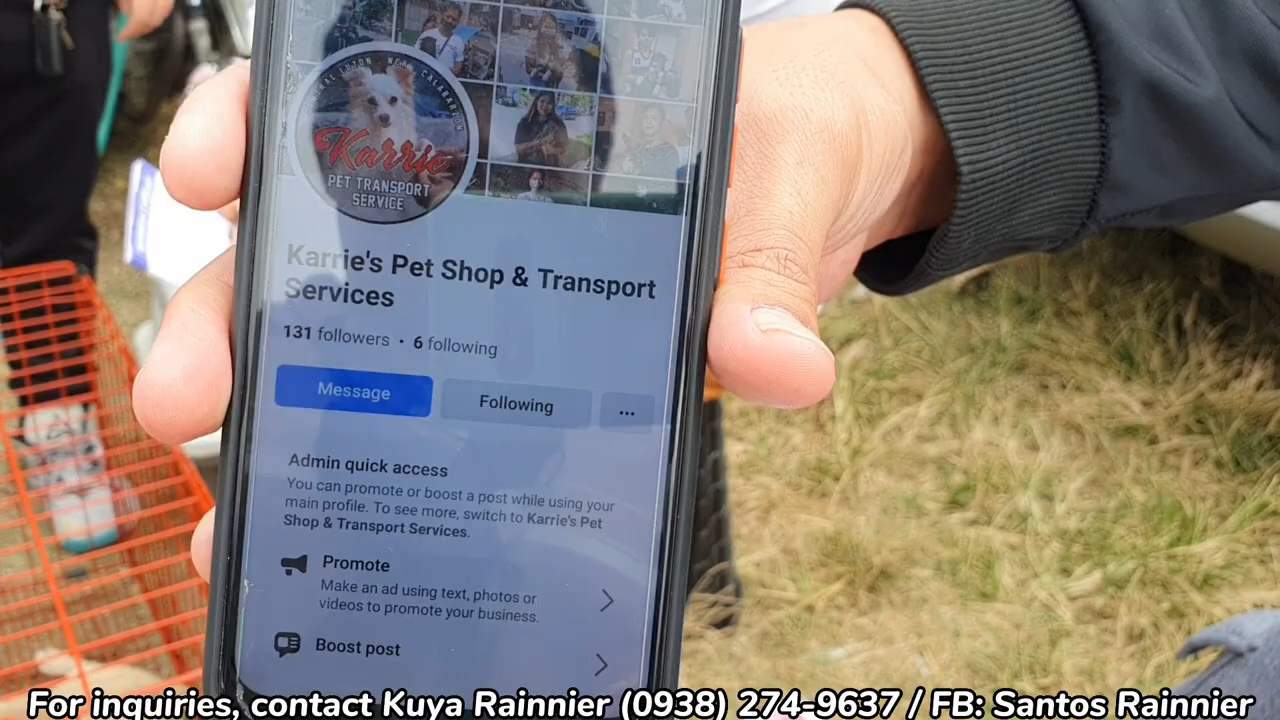 Karrie
PET TRANSPORT
SERVICE
Karrie's Pet Shop & Transport
Services
131 followers • 6 following
Message
Following
...
Admin quick access
You can promote or boost a post while using your
main profile. To see more, switch to Karrie's Pet
Shop & Transport Services.
Promote
Make an ad using text, photos or
videos to promote your business.
Boost post
For inquiries, contact Kuya Rainnier (0938) 274-9637 / FB: Santos Rainnier